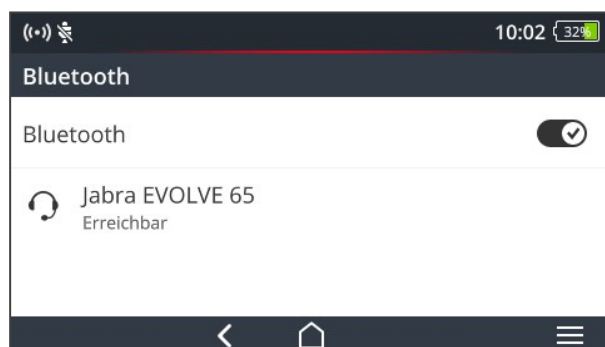 10:02 32%
Bluetooth
Bluetooth
Jabra EVOLVE 65
Erreichbar